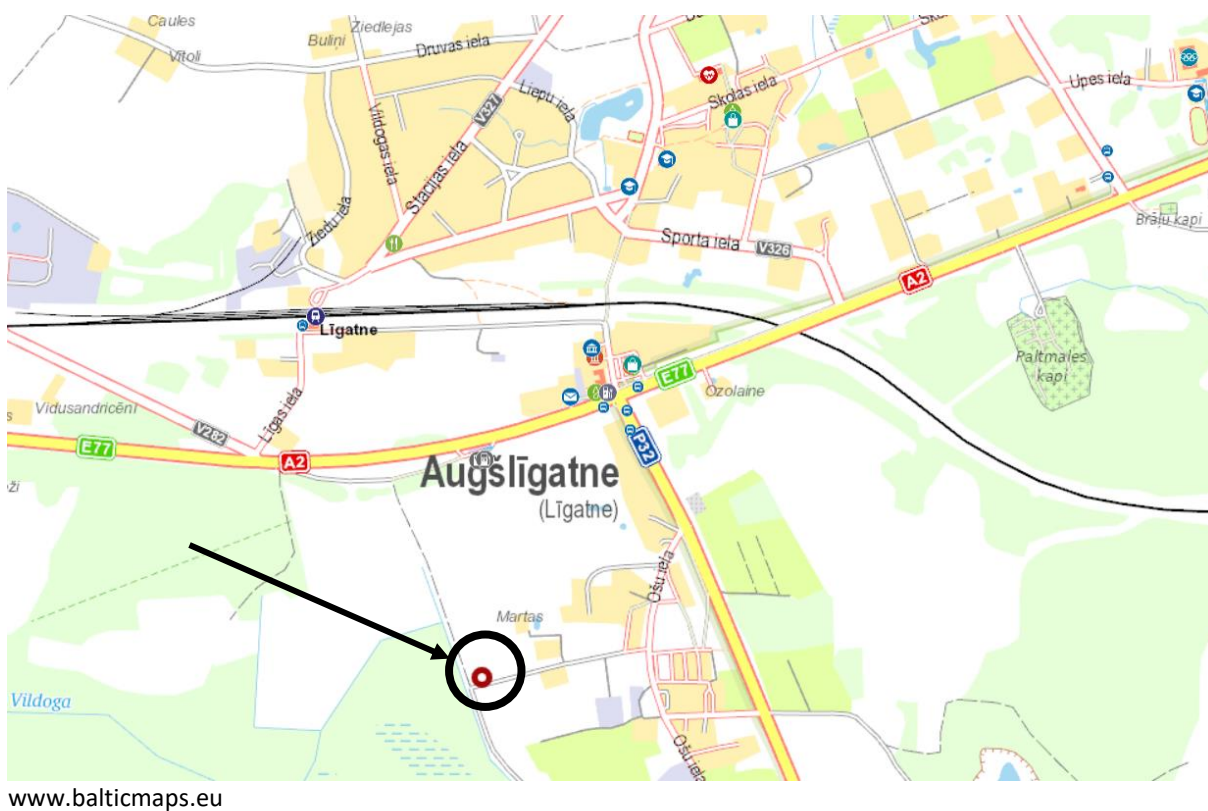 Caules
Ziedlejas
Buliņi
Vītoli
Druvas iela
V327
Liepu iela
Skolas iela
Upes iela
Vildogas iela
Stacijas iela
Ziedu iela
Sporta iela
V326
A2
Brāļu kapi
Līgatne
Paltmales
kapi
E77
Ozolaine
Vidusandricēni
Līgas iela
V282
E77
A2
P32
Augšlīgatne
(Līgatne)
Ošu iela
Martas
Vildoga
Ošu iela
www.balticmaps.eu